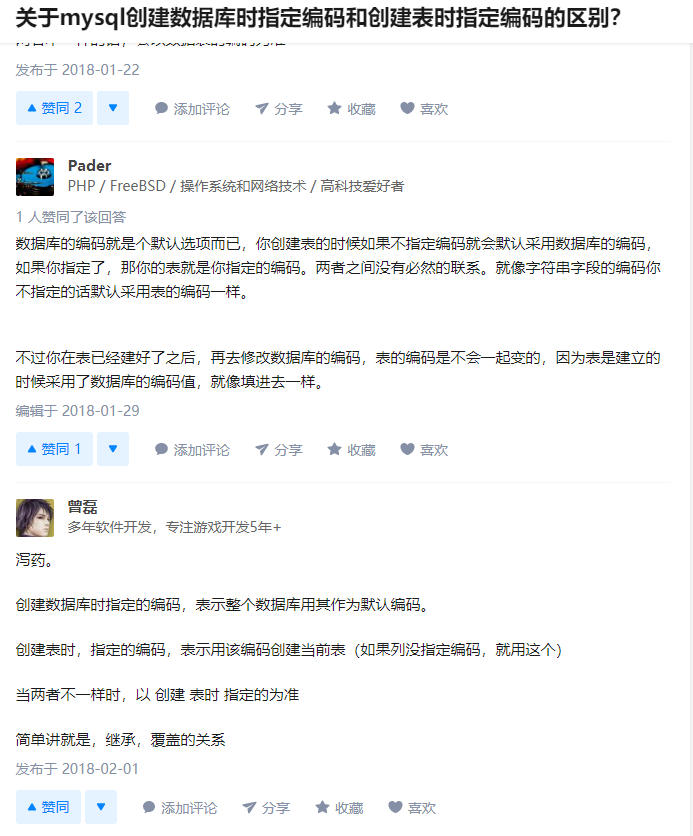 关于mysql创建数据库时指定编码和创建表时指定编码的区别？
发布于 2018-01-22
赞同 2
添加评论
分享
收藏
喜欢
Pader
PHP / FreeBSD / 操作系统和网络技术 / 高科技爱好者
1 人赞同了该回答
数据库的编码就是个默认选项而已，你创建表的时候如果不指定编码就会默认采用数据库的编码，
如果你指定了，那你的表就是你指定的编码。两者之间没有必然的联系。就像字符串字段的编码你
不指定的话默认采用表的编码一样。
不过你在表已经建好了之后，再去修改数据库的编码，表的编码是不会一起变的，因为表是建立的
时候采用了数据库的编码值，就像填进去一样。
编辑于 2018-01-29
赞同 1
添加评论
分享
收藏
喜欢
曾磊
多年软件开发，专注游戏开发5年+
泻药。
创建数据库时指定的编码，表示整个数据库用其作为默认编码。
创建表时，指定的编码，表示用该编码创建当前表（如果列没指定编码，就用这个）
当两者不一样时，以 创建 表时 指定的为准
简单讲就是，继承，覆盖的关系
发布于 2018-02-01
赞同
添加评论
分享
收藏
喜欢